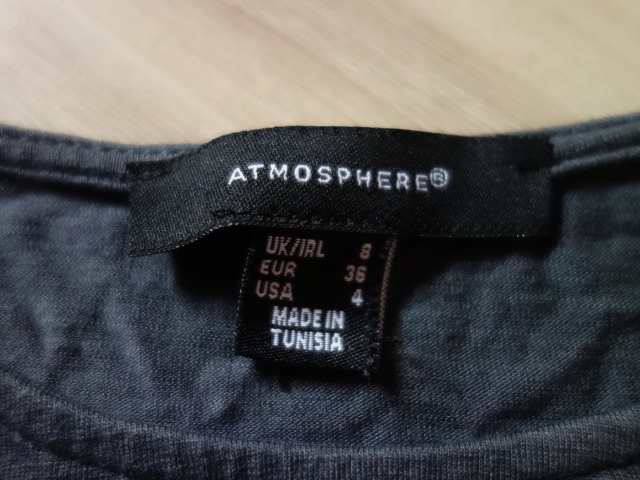 ATMOSPHERE®
UK/IRL 8
EUR 36
USA 4
MADE IN
TUNISIA